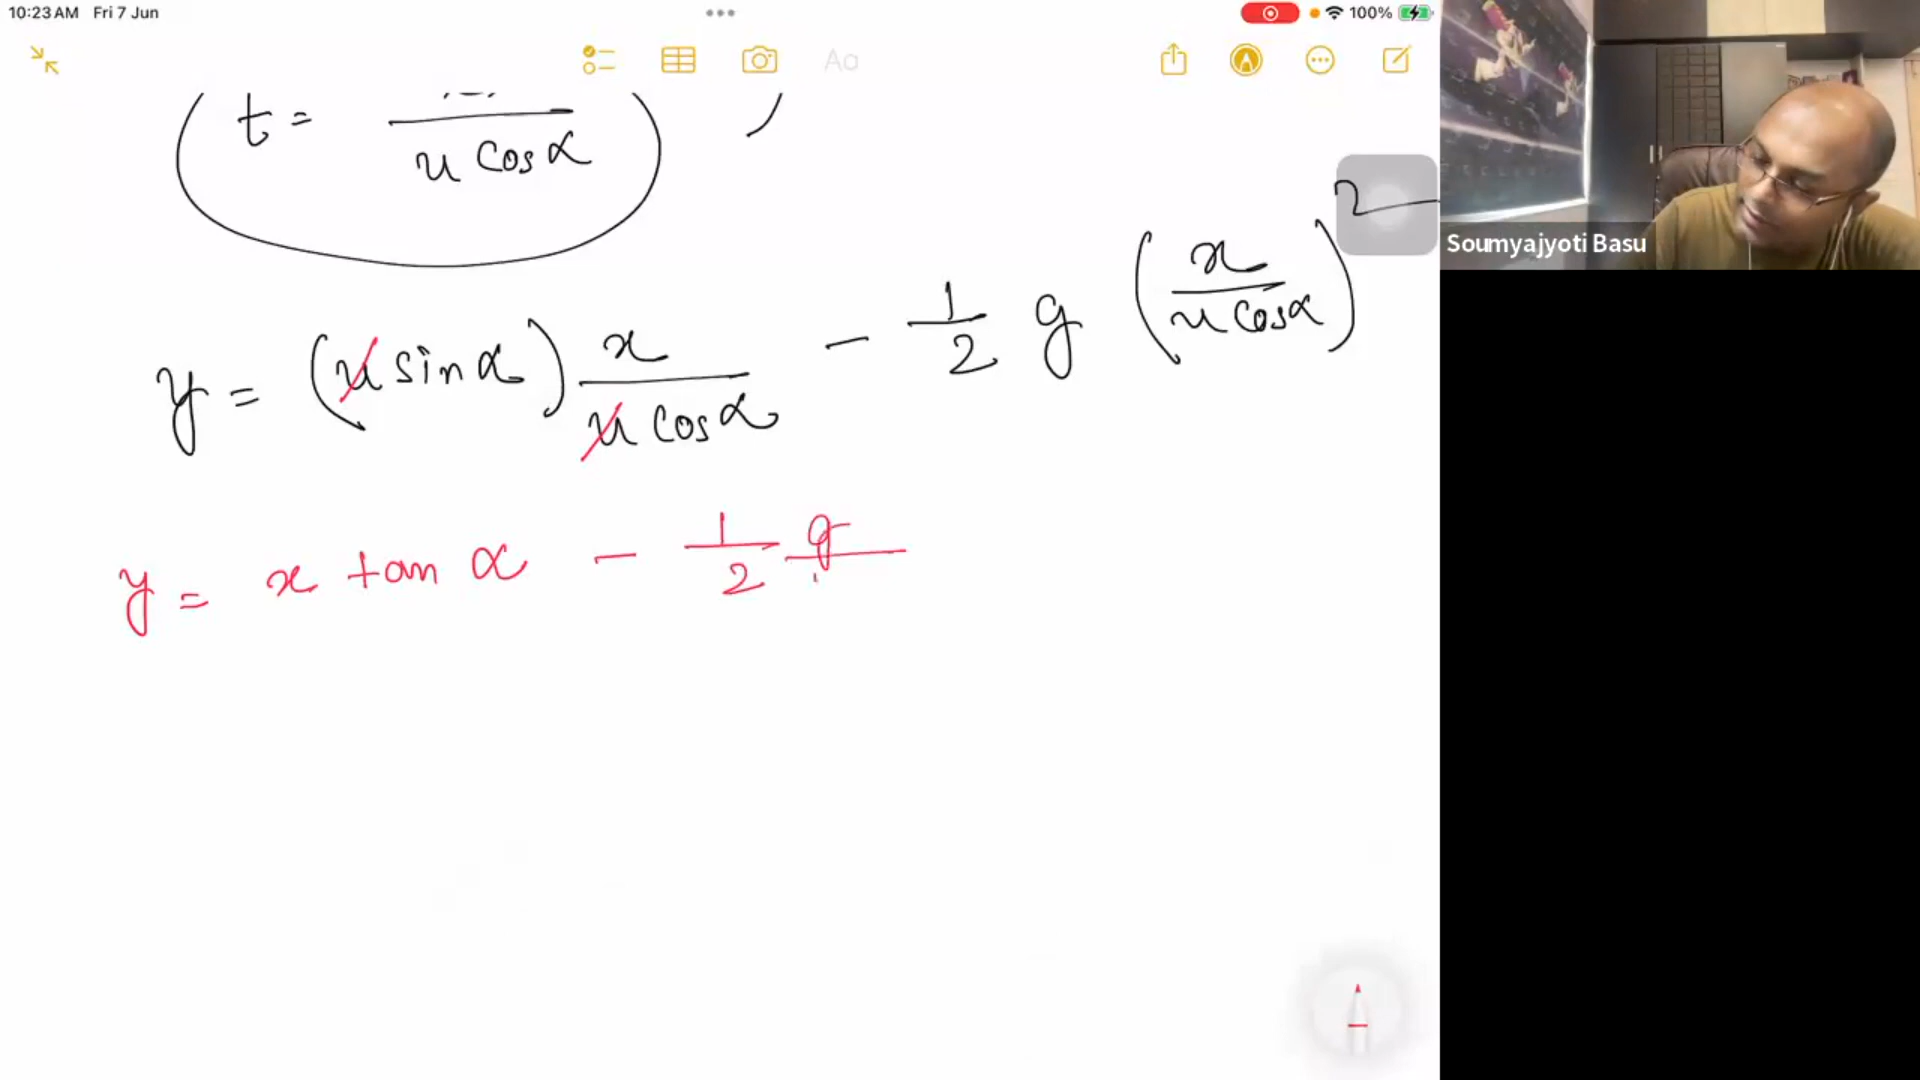 10:23 AM Fri 7 Jun
100%
Aa
t = / u cos α ,
y = (u sin α) x / u cos α − 1/2 g (x / u cos α)²
y = x tan α − 1/2 g
Soumyajyoti Basu